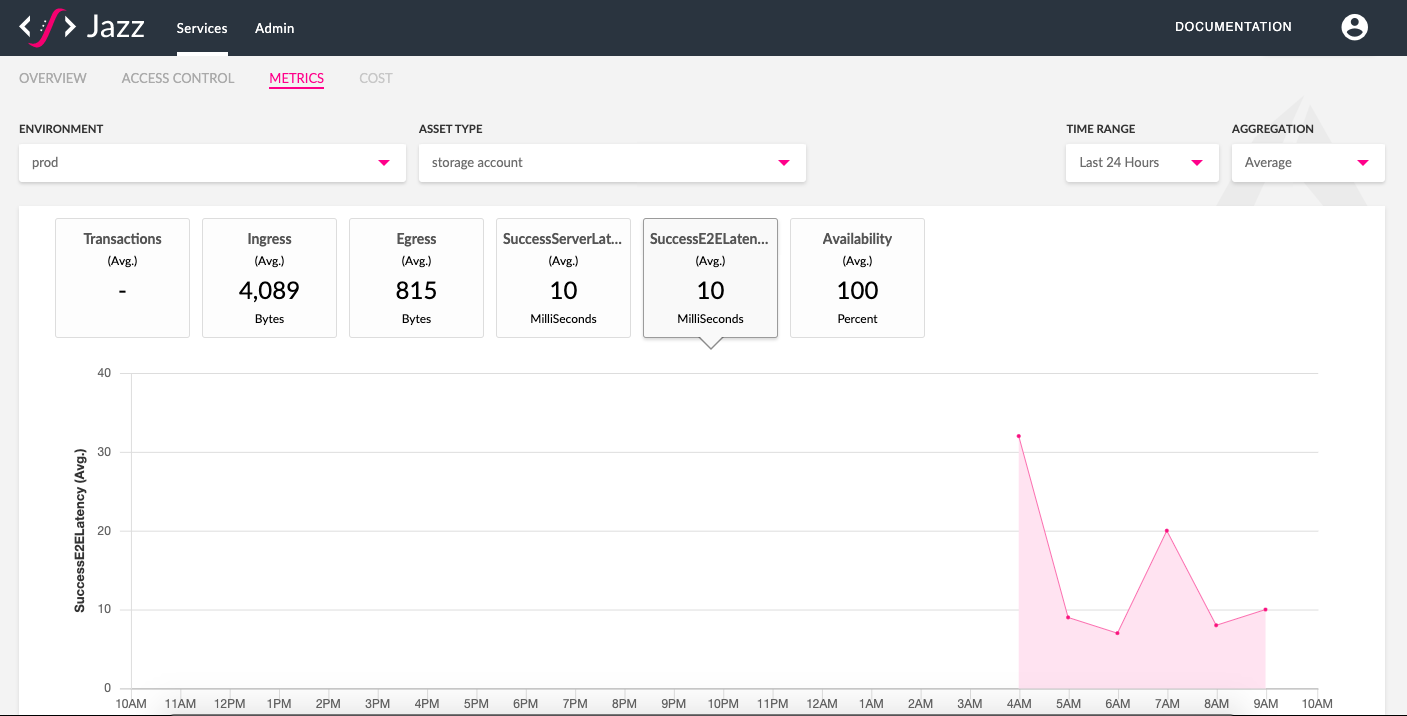 Jazz Services Admin DOCUMENTATION
OVERVIEW ACCESS CONTROL METRICS COST
ENVIRONMENT ASSET TYPE TIME RANGE AGGREGATION
prod storage account Last 24 Hours Average
Transactions Ingress Egress SuccessServerLat... SuccessE2ELaten... Availability
(Avg.) (Avg.) (Avg.) (Avg.) (Avg.) (Avg.)
- 4,089 815 10 10 100
Bytes Bytes MilliSeconds MilliSeconds Percent
SuccessE2ELatency (Avg.)
40
30
20
10
0
10AM 11AM 12PM 1PM 2PM 3PM 4PM 5PM 6PM 7PM 8PM 9PM 10PM 11PM 12AM 1AM 2AM 3AM 4AM 5AM 6AM 7AM 8AM 9AM 10AM